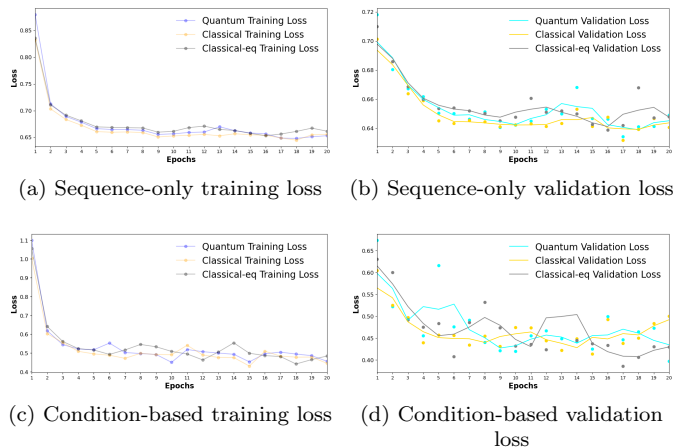 Quantum Training Loss
Classical Training Loss
Classical-eq Training Loss
0.85
0.80
0.75
0.70
0.65
Loss
1 2 3 4 5 6 7 8 9 10 11 12 13 14 15 16 17 18 19 20
Epochs
(a) Sequence-only training loss
Quantum Validation Loss
Classical Validation Loss
Classical-eq Validation Loss
0.72
0.70
0.68
0.66
0.64
Loss
1 2 3 4 5 6 7 8 9 10 11 12 13 14 15 16 17 18 19 20
Epochs
(b) Sequence-only validation loss
Quantum Training Loss
Classical Training Loss
Classical-eq Training Loss
1.1
1.0
0.9
0.8
0.7
0.6
0.5
0.4
Loss
1 2 3 4 5 6 7 8 9 10 11 12 13 14 15 16 17 18 19 20
Epochs
(c) Condition-based training loss
Quantum Validation Loss
Classical Validation Loss
Classical-eq Validation Loss
0.65
0.60
0.55
0.50
0.45
0.40
Loss
1 2 3 4 5 6 7 8 9 10 11 12 13 14 15 16 17 18 19 20
Epochs
(d) Condition-based validation
loss